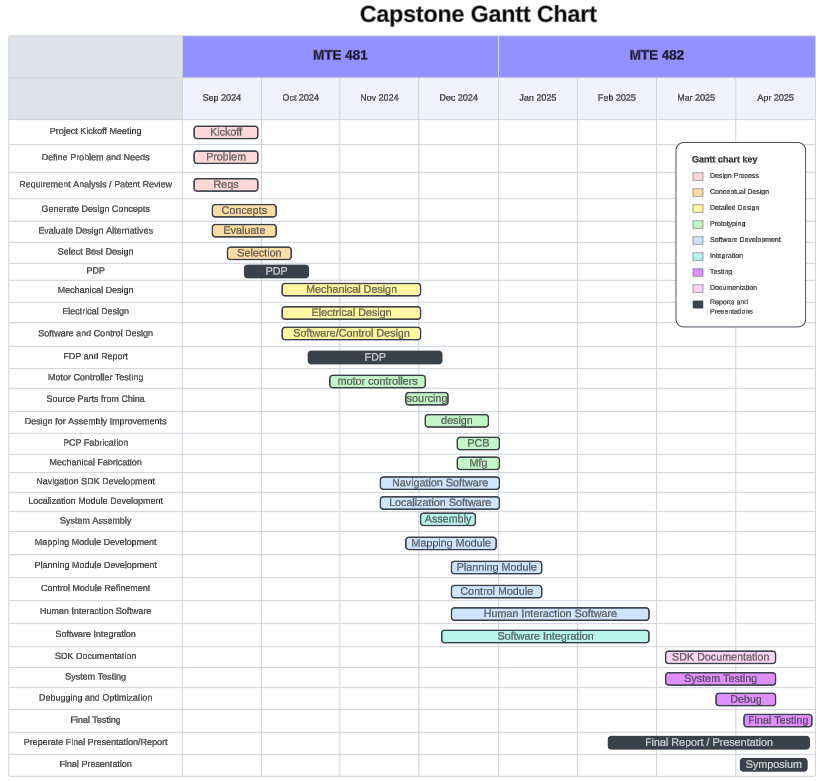 Capstone Gantt Chart
MTE 481
MTE 482
Sep 2024
Oct 2024
Nov 2024
Dec 2024
Jan 2025
Feb 2025
Mar 2025
Apr 2025
Project Kickoff Meeting
Kickoff
Define Problem and Needs
Problem
Requirement Analysis / Patent Review
Reqs
Generate Design Concepts
Concepts
Evaluate Design Alternatives
Evaluate
Select Best Design
Selection
PDP
PDP
Mechanical Design
Mechanical Design
Electrical Design
Electrical Design
Software and Control Design
Software/Control Design
FDP and Report
FDP
Motor Controller Testing
motor controllers
Source Parts from China
sourcing
Design for Assembly Improvements
design
PCP Fabrication
PCB
Mechanical Fabrication
Mfg
Navigation SDK Development
Navigation Software
Localization Module Development
Localization Software
System Assembly
Assembly
Mapping Module Development
Mapping Module
Planning Module Development
Planning Module
Control Module Refinement
Control Module
Human Interaction Software
Human Interaction Software
Software Integration
Software Integration
SDK Documentation
SDK Documentation
System Testing
System Testing
Debugging and Optimization
Debug
Final Testing
Final Testing
Preperate Final Presentation/Report
Final Report / Presentation
Final Presentation
Symposium
Gantt chart key
Design Process
Conceptual Design
Detailed Design
Prototyping
Software Development
Integration
Testing
Documentation
Reports and
Presentations